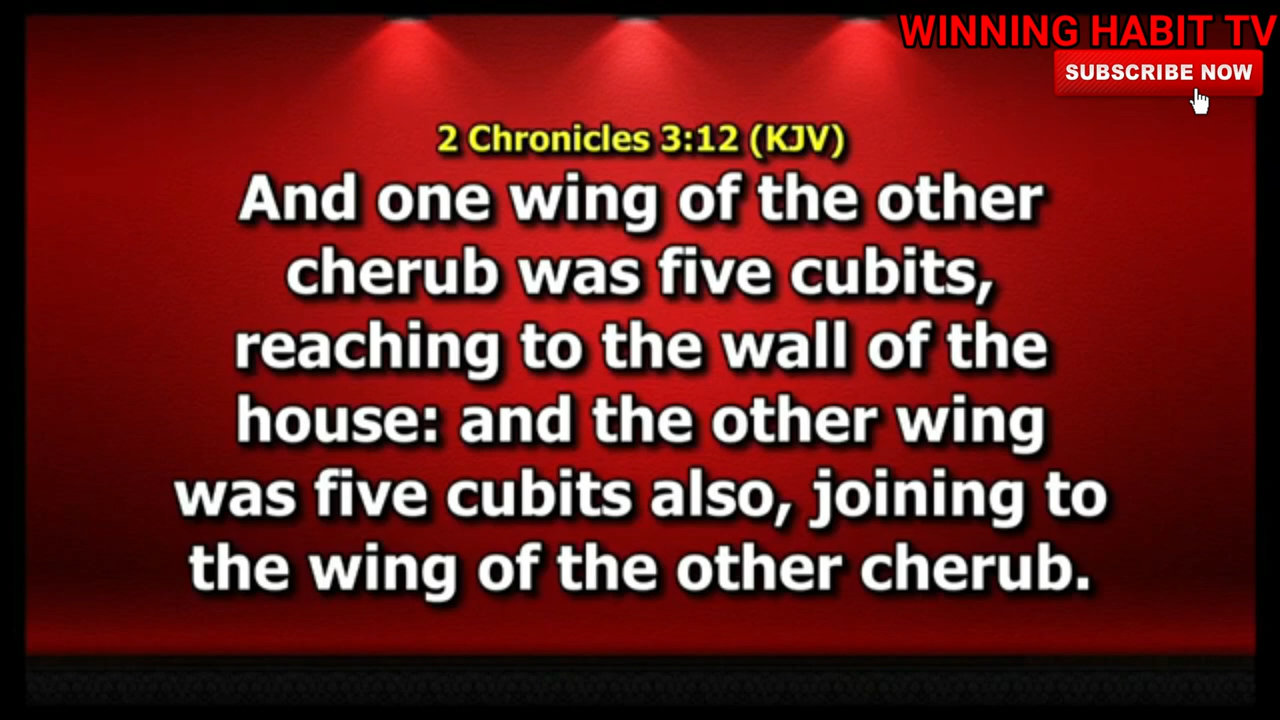 WINNING HABIT TV
SUBSCRIBE NOW
2 Chronicles 3:12 (KJV)
And one wing of the other
cherub was five cubits,
reaching to the wall of the
house: and the other wing
was five cubits also, joining to
the wing of the other cherub.